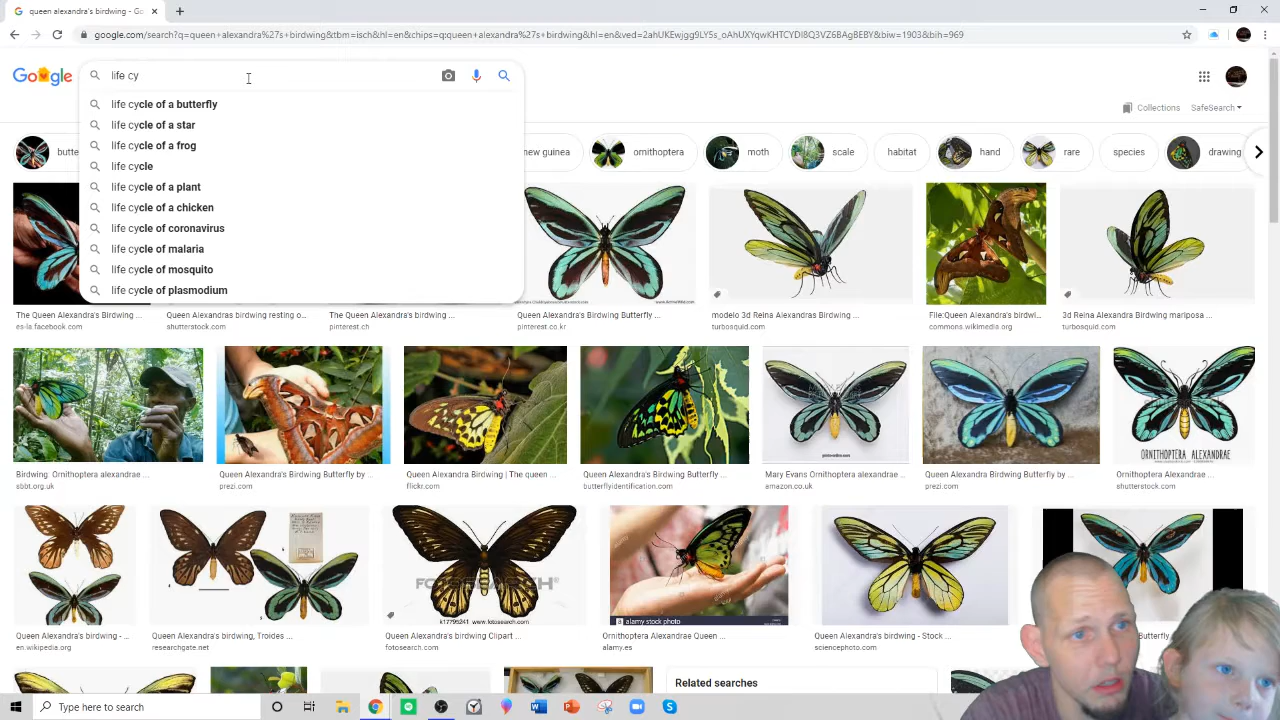 queen alexandra's birdwing - Go
google.com/search?q=queen+alexandra%27s+birdwing&tbm=isch&hl=en&chips=q:queen+alexandra%27s+birdwing&hl=en&ved=2ahUKEwjgg9LY5s_oAhUXYqwKHTCYDI8Q3VZ6BAgBEBY&biw=1903&bih=969
Google
life cy
life cycle of a butterfly
life cycle of a star
life cycle of a frog
life cycle
life cycle of a plant
life cycle of a chicken
life cycle of coronavirus
life cycle of malaria
life cycle of mosquito
life cycle of plasmodium
Collections
SafeSearch
butte
new guinea
ornithoptera
moth
scale
habitat
hand
rare
species
drawing
The Queen Alexandra's Birdwing ...
es-la.facebook.com
Queen Alexandras birdwing resting o...
shutterstock.com
The Queen Alexandra's birdwing ...
pinterest.ch
Queen Alexandra's Birdwing Butterfly ...
pinterest.co.kr
modelo 3d Reina Alexandras Birdwing ...
turbosquid.com
File:Queen Alexandra's birdwi...
commons.wikimedia.org
3d Reina Alexandras Birdwing mariposa ...
turbosquid.com
ORNITHOPTERA ALEXANDRAE
Birdwing: Ornithoptera alexandrae ...
sbbt.org.uk
Queen Alexandra's Birdwing Butterfly by ...
prezi.com
Queen Alexandra Birdwing | The queen ...
flickr.com
Queen Alexandra's Birdwing Butterfly ...
butterflyidentification.com
Mary Evans Ornithoptera alexandrae ...
amazon.co.uk
Queen Alexandra Birdwing Butterfly by ...
prezi.com
Ornithoptera Alexandrae ...
shutterstock.com
FOTOSEARCH
k17795241 www.fotosearch.com
alamy stock photo
Queen Alexandra's birdwing - ...
en.wikipedia.org
Queen Alexandra's birdwing, Troides ...
researchgate.net
Queen Alexandra's birdwing Clipart ...
fotosearch.com
Ornithoptera Alexandrae Queen ...
alamy.es
Queen Alexandra's birdwing - Stock ...
sciencephoto.com
Butterfly ...
Related searches
Type here to search